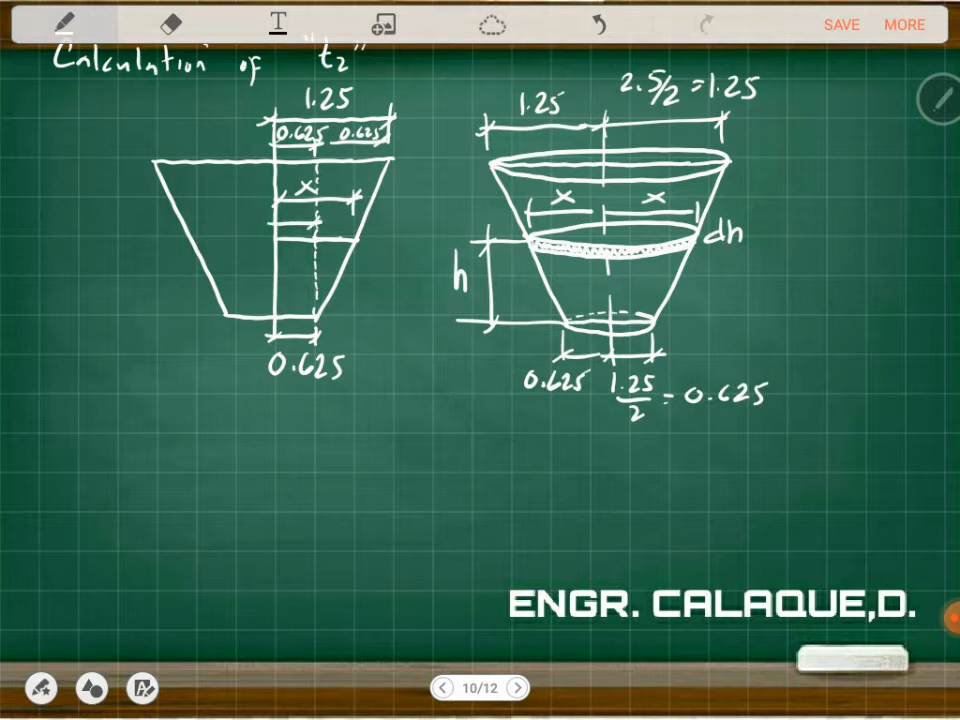 T
SAVE
MORE
Calculation of "t2"
1.25
0.625 0.625
x
0.625
1.25
2.5/2 = 1.25
x
x
dh
h
0.625
1.25/2 = 0.625
ENGR. CALAQUE,D.
10/12